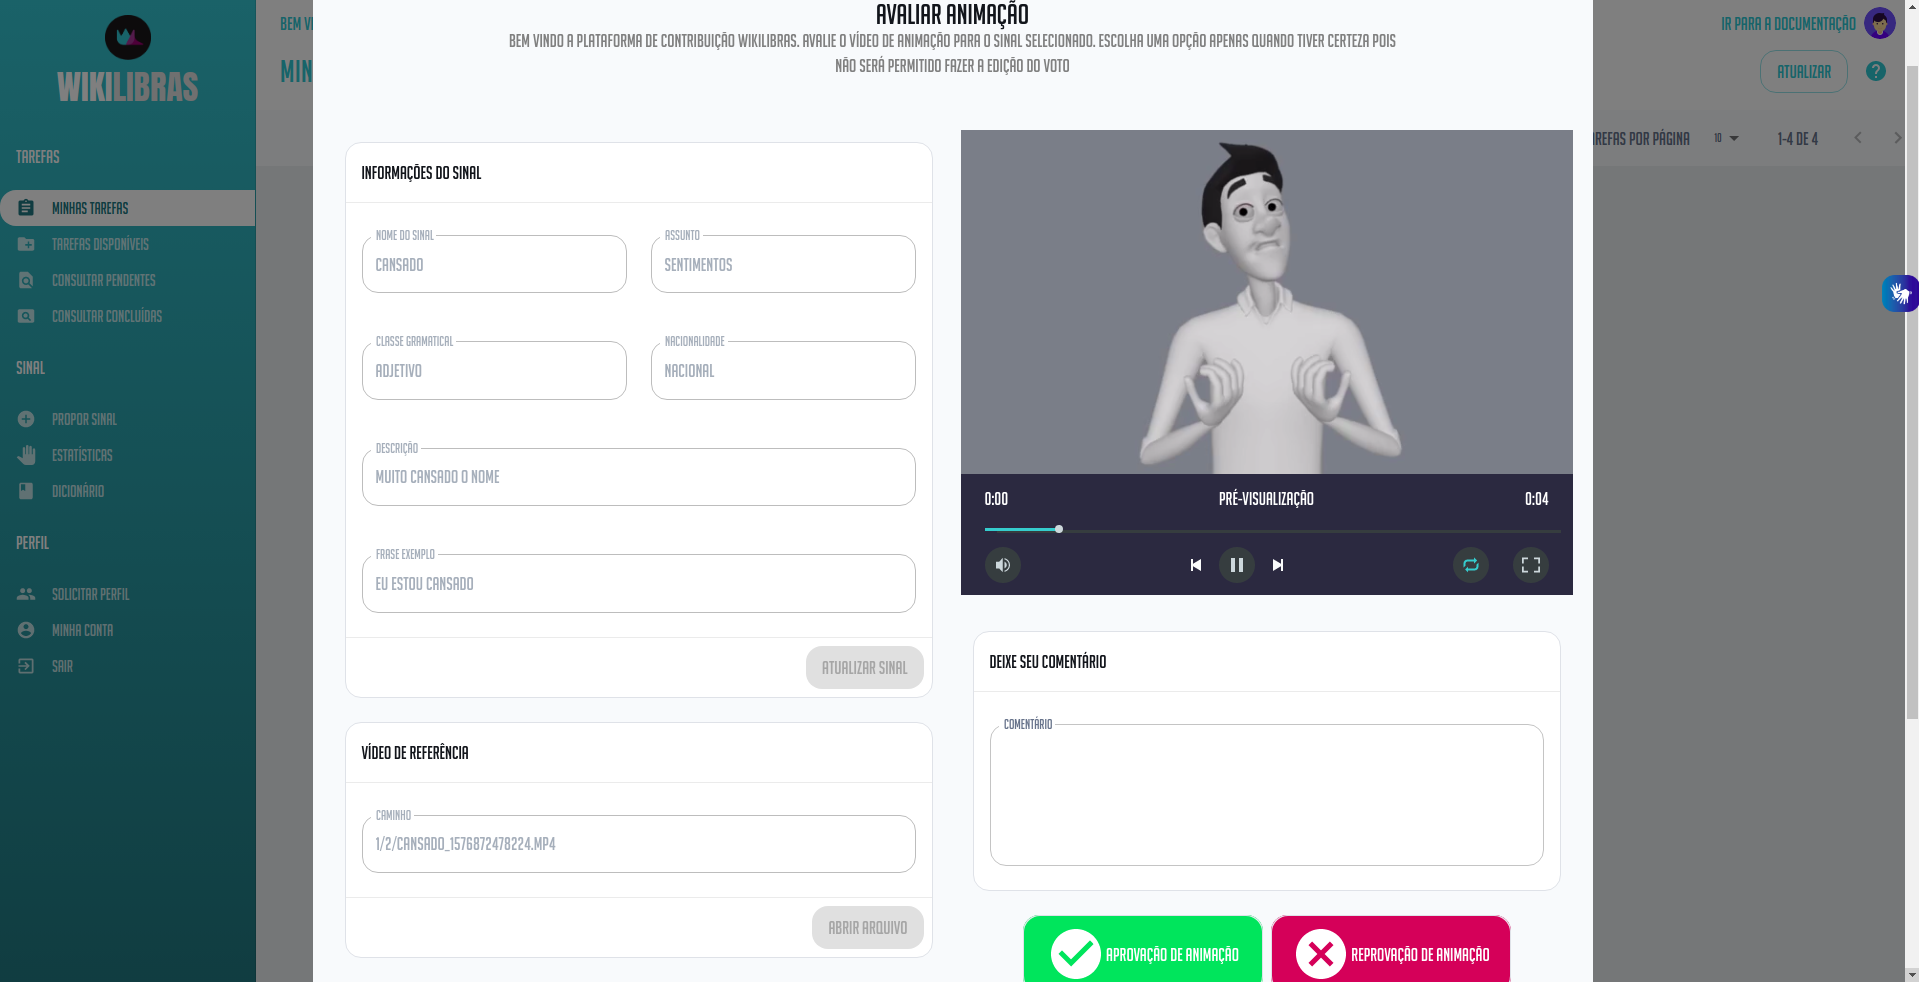 WIKILIBRAS
TAREFAS
MINHAS TAREFAS
TAREFAS DISPONÍVEIS
CONSULTAR PENDENTES
CONSULTAR CONCLUÍDAS
SINAL
PROPOR SINAL
ESTATÍSTICAS
DICIONÁRIO
PERFIL
SOLICITAR PERFIL
MINHA CONTA
SAIR
BEM VI
MIN
IR PARA A DOCUMENTAÇÃO
ATUALIZAR
?
AREFAS POR PÁGINA 10 1-4 DE 4
AVALIAR ANIMAÇÃO
BEM VINDO A PLATAFORMA DE CONTRIBUIÇÃO WIKILIBRAS. AVALIE O VÍDEO DE ANIMAÇÃO PARA O SINAL SELECIONADO. ESCOLHA UMA OPÇÃO APENAS QUANDO TIVER CERTEZA POIS
NÃO SERÁ PERMITIDO FAZER A EDIÇÃO DO VOTO
INFORMAÇÕES DO SINAL
NOME DO SINAL
CANSADO
ASSUNTO
SENTIMENTOS
CLASSE GRAMATICAL
ADJETIVO
NACIONALIDADE
NACIONAL
DESCRIÇÃO
MUITO CANSADO O NOME
FRASE EXEMPLO
EU ESTOU CANSADO
ATUALIZAR SINAL
VÍDEO DE REFERÊNCIA
CAMINHO
1/2/CANSADO_1576872478224.MP4
ABRIR ARQUIVO
0:00 PRÉ-VISUALIZAÇÃO 0:04
DEIXE SEU COMENTÁRIO
COMENTÁRIO
APROVAÇÃO DE ANIMAÇÃO
REPROVAÇÃO DE ANIMAÇÃO